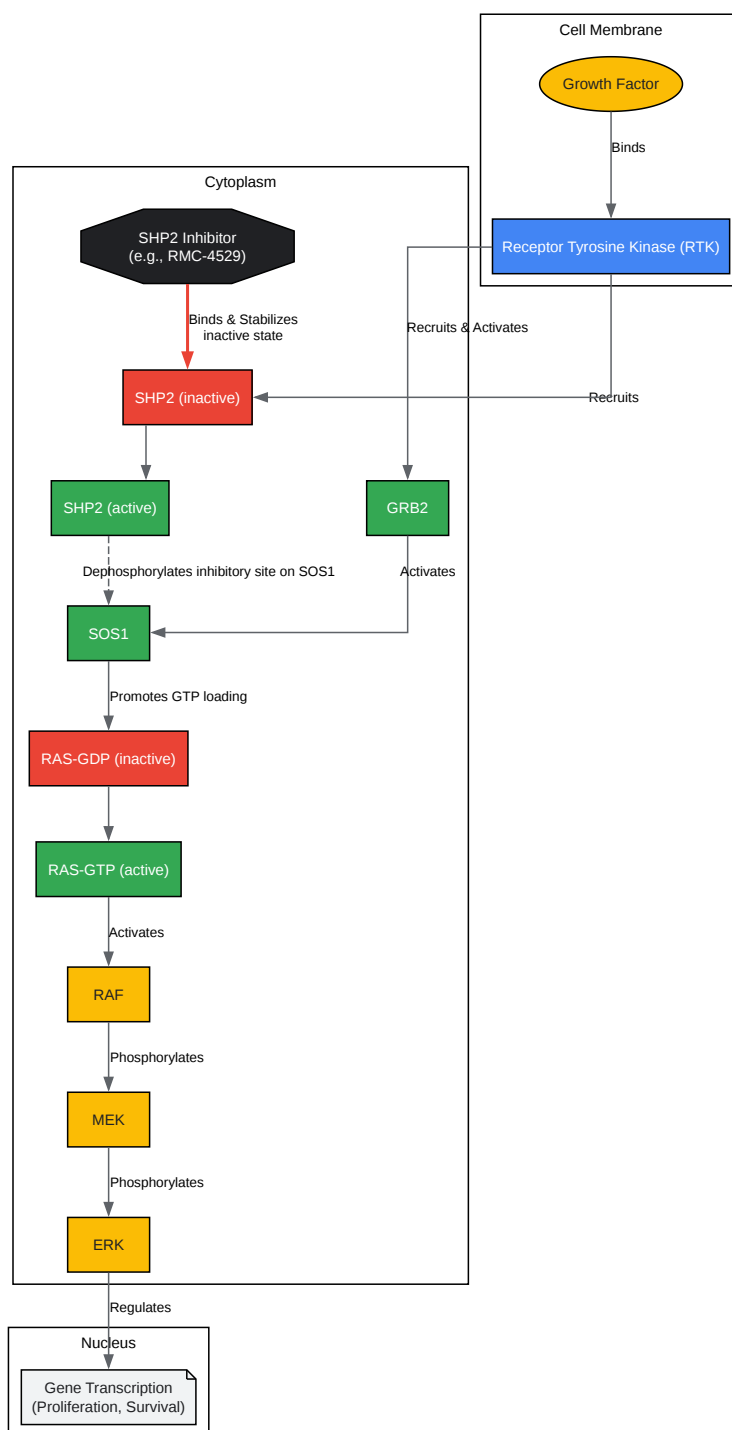 Cell Membrane
Growth Factor
Binds
Cytoplasm
SHP2 Inhibitor
(e.g., RMC-4529)
Receptor Tyrosine Kinase (RTK)
Binds & Stabilizes
inactive state
Recruits & Activates
SHP2 (inactive)
Recruits
SHP2 (active)
GRB2
Dephosphorylates inhibitory site on SOS1
Activates
SOS1
Promotes GTP loading
RAS-GDP (inactive)
RAS-GTP (active)
Activates
RAF
Phosphorylates
MEK
Phosphorylates
ERK
Regulates
Nucleus
Gene Transcription
(Proliferation, Survival)